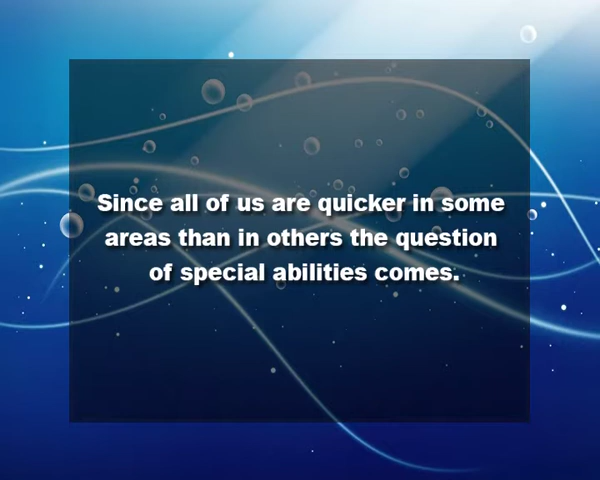 Since all of us are quicker in some
areas than in others the question
of special abilities comes.